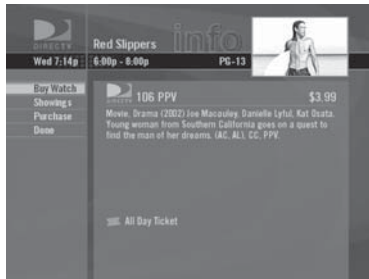 info
DIRECTV
Red Slippers
Wed 7:14p 6:00p - 8:00p PG-13
Buy Watch
Showings
Purchase
Done
DIRECTV 106 PPV $3.99
Movie, Drama (2002) Joe Macauley, Danielle Lyful, Kat Osata.
Young woman from Southern California goes on a quest to
find the man of her dreams. (AC, AL), CC, PPV.
All Day Ticket